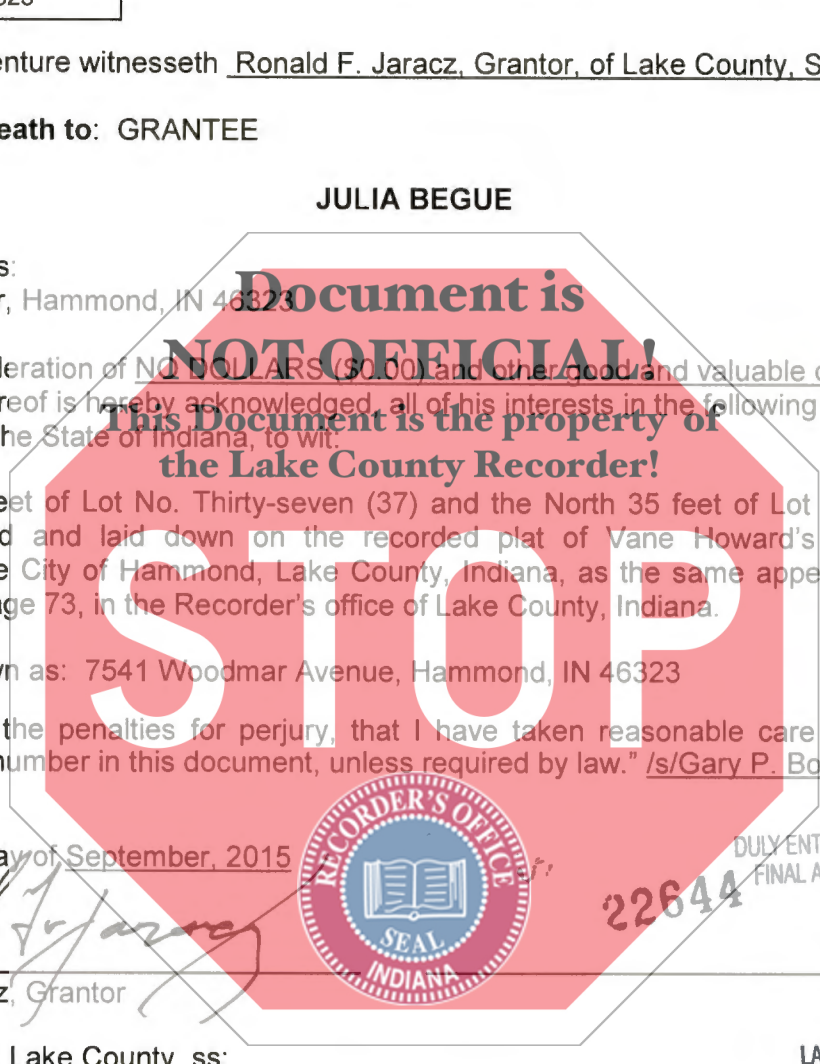 enture witnesseth Ronald F. Jaracz, Grantor, of Lake County, S
eath to: GRANTEE
JULIA BEGUE
s:
r, Hammond, IN 46323
Document is
NOT OFFICIAL!
This Document is the property of
the Lake County Recorder!
STOP
leration of NO DOLLARS ($0.00) and other good and valuable
reof is hereby acknowledged, all of his interests in the following
he State of Indiana, to wit:
eet of Lot No. Thirty-seven (37) and the North 35 feet of Lot
d and laid down on the recorded plat of Vane Howard's
e City of Hammond, Lake County, Indiana, as the same appe
ge 73, in the Recorder's office of Lake County, Indiana.
n as: 7541 Woodmar Avenue, Hammond, IN 46323
the penalties for perjury, that I have taken reasonable care
number in this document, unless required by law." /s/Gary P. Bo
RECORDER'S OFFICE
SEAL
INDIANA
ay of September, 2015
DULY ENT
FINAL A
22644
Jaracz
z, Grantor
Lake County, ss:
LA